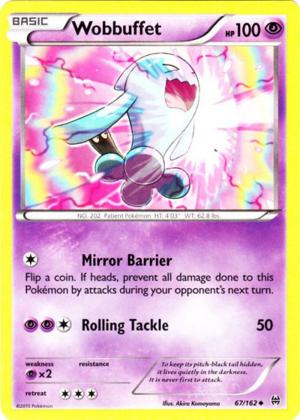 BASIC
Wobbuffet HP 100
NO. 202 Patient Pokémon HT: 4'03" WT: 62.8 lbs.
Mirror Barrier
Flip a coin. If heads, prevent all damage done to this
Pokémon by attacks during your opponent's next turn.
Rolling Tackle 50
weakness resistance
×2
retreat
To keep its pitch-black tail hidden,
it lives quietly in the darkness.
It is never first to attack.
Illus. Akira Komayama 67/162
©2015 Pokémon